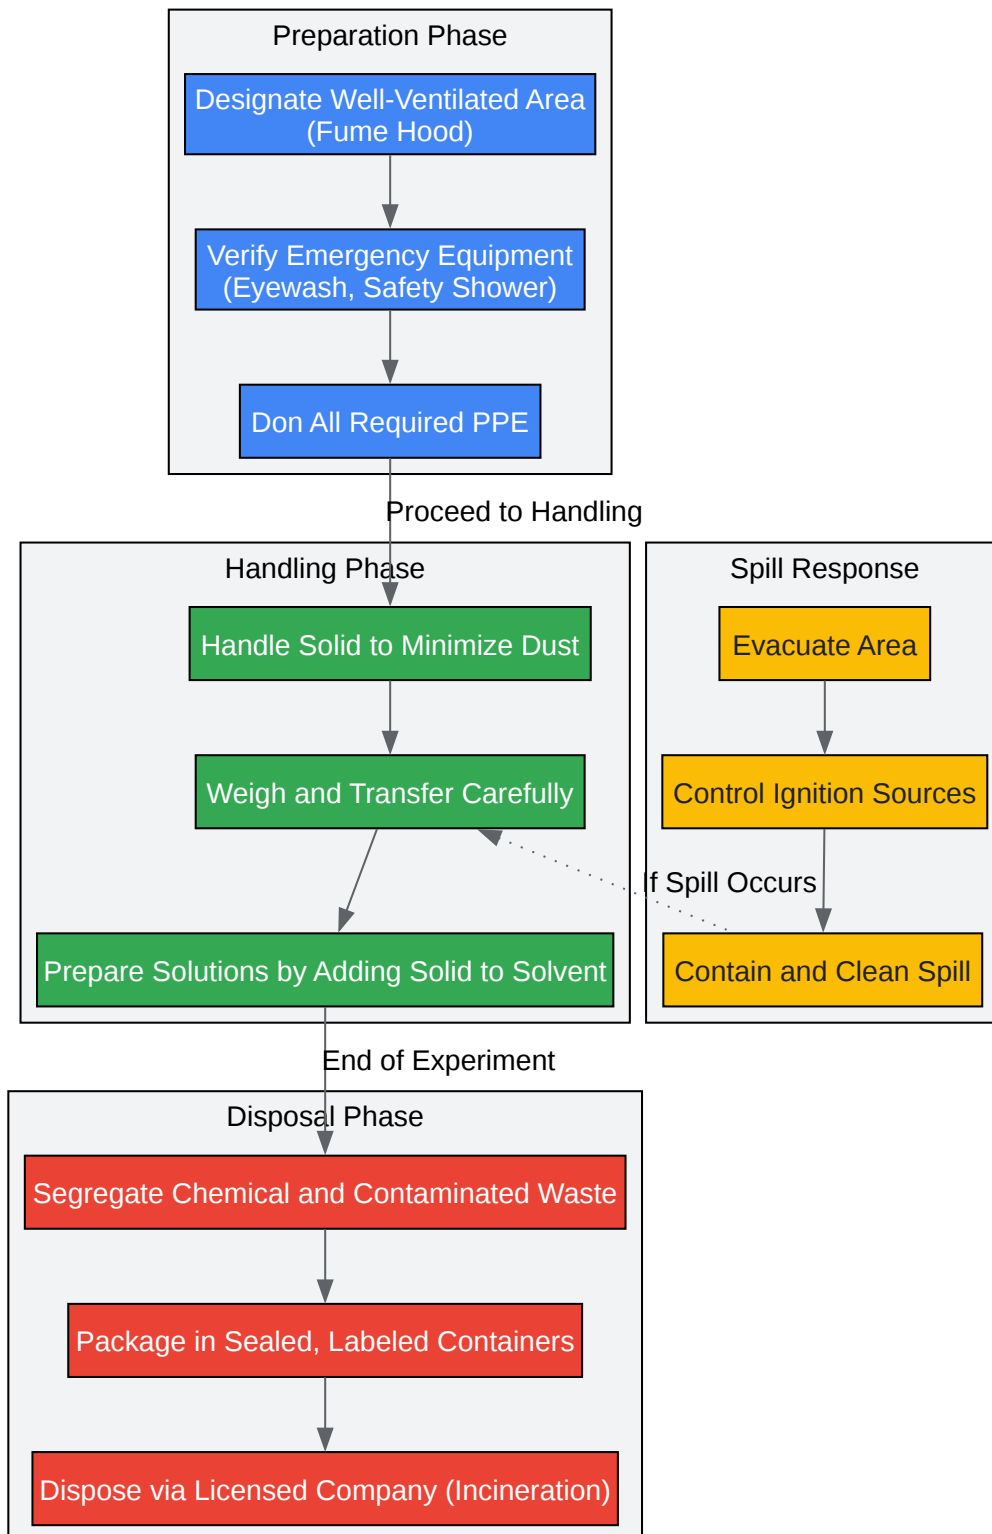 Preparation Phase
Designate Well-Ventilated Area
(Fume Hood)
Verify Emergency Equipment
(Eyewash, Safety Shower)
Don All Required PPE
Proceed to Handling
Handling Phase
Handle Solid to Minimize Dust
Weigh and Transfer Carefully
Prepare Solutions by Adding Solid to Solvent
Spill Response
Evacuate Area
Control Ignition Sources
If Spill Occurs
Contain and Clean Spill
End of Experiment
Disposal Phase
Segregate Chemical and Contaminated Waste
Package in Sealed, Labeled Containers
Dispose via Licensed Company (Incineration)